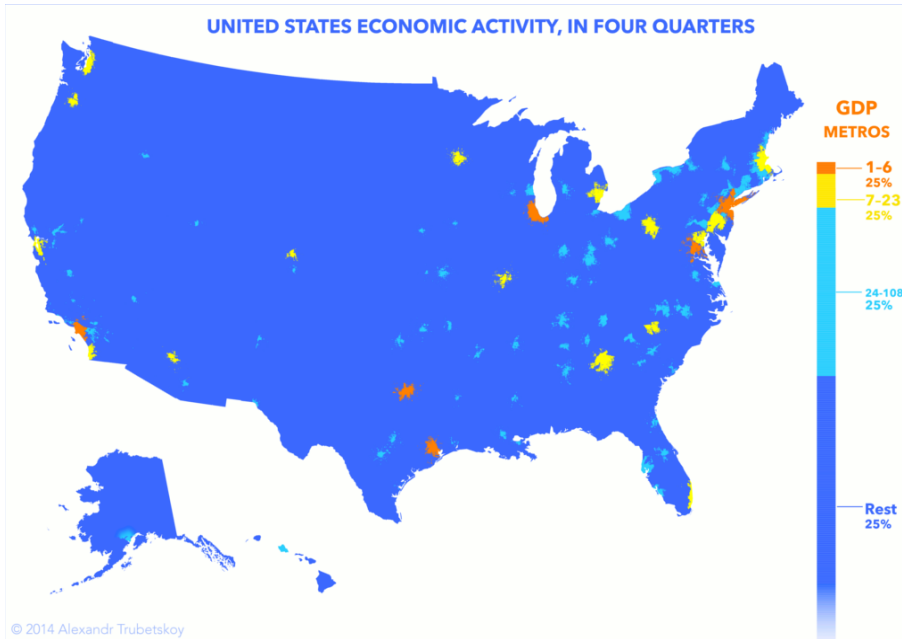 UNITED STATES ECONOMIC ACTIVITY, IN FOUR QUARTERS
GDP
METROS
1-6
25%
7-23
25%
24-108
25%
Rest
25%
© 2014 Alexandr Trubetskoy